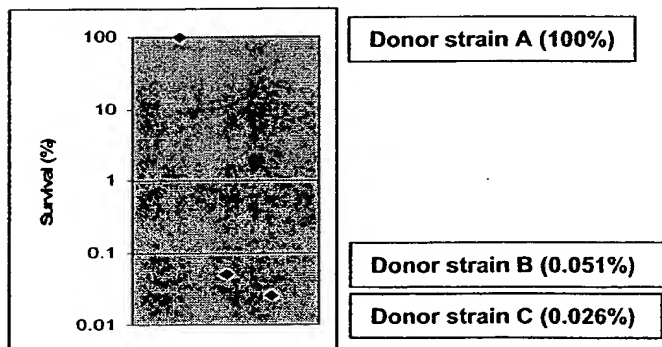 100
10
1
0.1
0.01
Survival (%)
Donor strain A (100%)
Donor strain B (0.051%)
Donor strain C (0.026%)